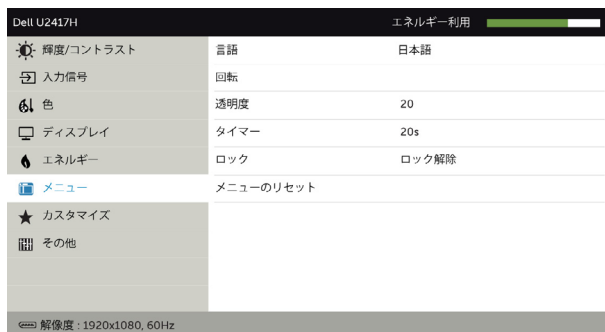 Dell U2417H エネルギー利用
輝度/コントラスト 言語 日本語
入力信号 回転
色 透明度 20
ディスプレイ タイマー 20s
エネルギー ロック ロック解除
メニュー メニューのリセット
カスタマイズ
その他
解像度 : 1920x1080, 60Hz